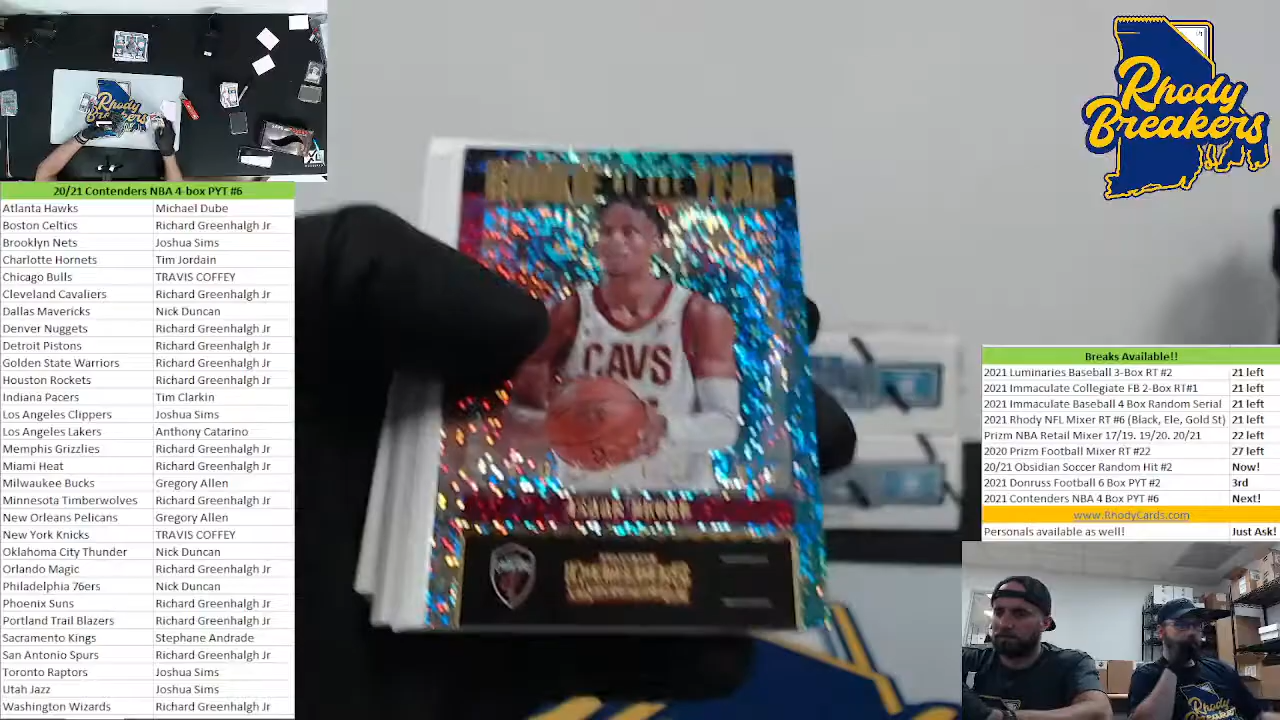 20/21 Contenders NBA 4-box PYT #6
Atlanta Hawks Michael Dube
Boston Celtics Richard Greenhalgh Jr
Brooklyn Nets Joshua Sims
Charlotte Hornets Tim Jordain
Chicago Bulls TRAVIS COFFEY
Cleveland Cavaliers Richard Greenhalgh Jr
Dallas Mavericks Nick Duncan
Denver Nuggets Richard Greenhalgh Jr
Detroit Pistons Richard Greenhalgh Jr
Golden State Warriors Richard Greenhalgh Jr
Houston Rockets Richard Greenhalgh Jr
Indiana Pacers Tim Clarkin
Los Angeles Clippers Joshua Sims
Los Angeles Lakers Anthony Catarino
Memphis Grizzlies Richard Greenhalgh Jr
Miami Heat Richard Greenhalgh Jr
Milwaukee Bucks Gregory Allen
Minnesota Timberwolves Richard Greenhalgh Jr
New Orleans Pelicans Gregory Allen
New York Knicks TRAVIS COFFEY
Oklahoma City Thunder Nick Duncan
Orlando Magic Richard Greenhalgh Jr
Philadelphia 76ers Nick Duncan
Phoenix Suns Richard Greenhalgh Jr
Portland Trail Blazers Richard Greenhalgh Jr
Sacramento Kings Stephane Andrade
San Antonio Spurs Richard Greenhalgh Jr
Toronto Raptors Joshua Sims
Utah Jazz Joshua Sims
Washington Wizards Richard Greenhalgh Jr
YEAR
CAVS
Rhody
Breakers
Breaks Available!!
2021 Luminaries Baseball 3-Box RT #2 21 left
2021 Immaculate Collegiate FB 2-Box RT#1 21 left
2021 Immaculate Baseball 4 Box Random Serial 21 left
2021 Rhody NFL Mixer RT #6 (Black, Ele, Gold St) 21 left
Prizm NBA Retail Mixer 17/19. 19/20. 20/21 22 left
2020 Prizm Football Mixer RT #22 27 left
20/21 Obsidian Soccer Random Hit #2 Now!
2021 Donruss Football 6 Box PYT #2 3rd
2021 Contenders NBA 4 Box PYT #6 Next!
www.RhodyCards.com
Personals available as well! Just Ask!
Rhody
Breakers
Rhody